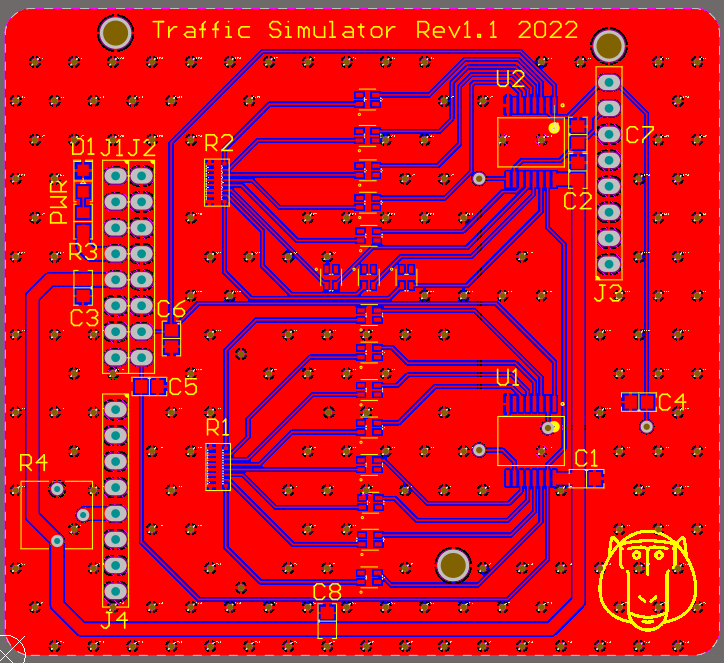 Traffic Simulator Rev1.1 2022
U2
C7
R2
D1 J1 J2
PWR
C2
R3
J3
C3
C6
C5
U1
C4
R1
C1
R4
C8
J4